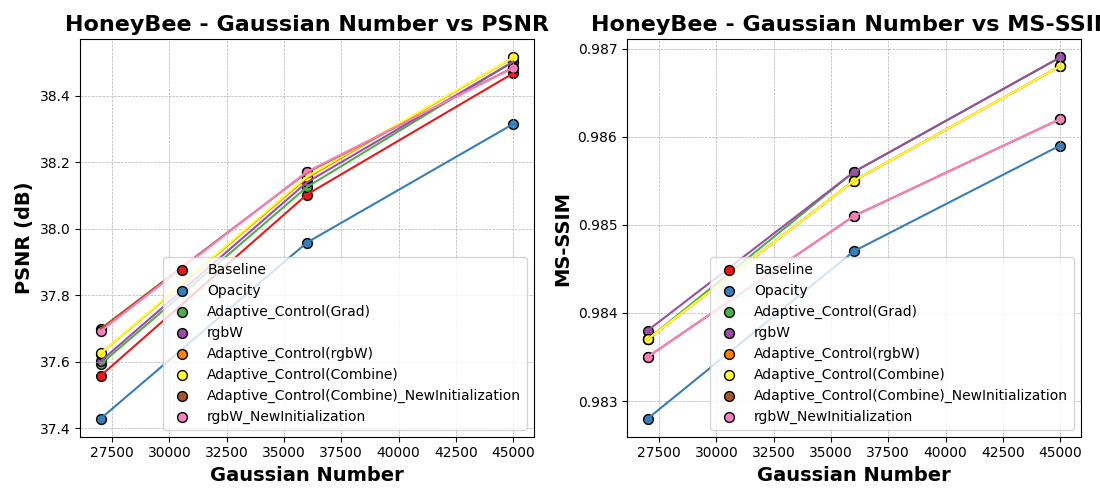 HoneyBee - Gaussian Number vs PSNR
38.4
38.2
38.0
37.8
37.6
37.4
PSNR (dB)
Baseline
Opacity
Adaptive_Control(Grad)
rgbW
Adaptive_Control(rgbW)
Adaptive_Control(Combine)
Adaptive_Control(Combine)_NewInitialization
rgbW_NewInitialization
27500 30000 32500 35000 37500 40000 42500 45000
Gaussian Number
HoneyBee - Gaussian Number vs MS-SSII
0.987
0.986
0.985
0.984
0.983
MS-SSIM
Baseline
Opacity
Adaptive_Control(Grad)
rgbW
Adaptive_Control(rgbW)
Adaptive_Control(Combine)
Adaptive_Control(Combine)_NewInitialization
rgbW_NewInitialization
27500 30000 32500 35000 37500 40000 42500 45000
Gaussian Number